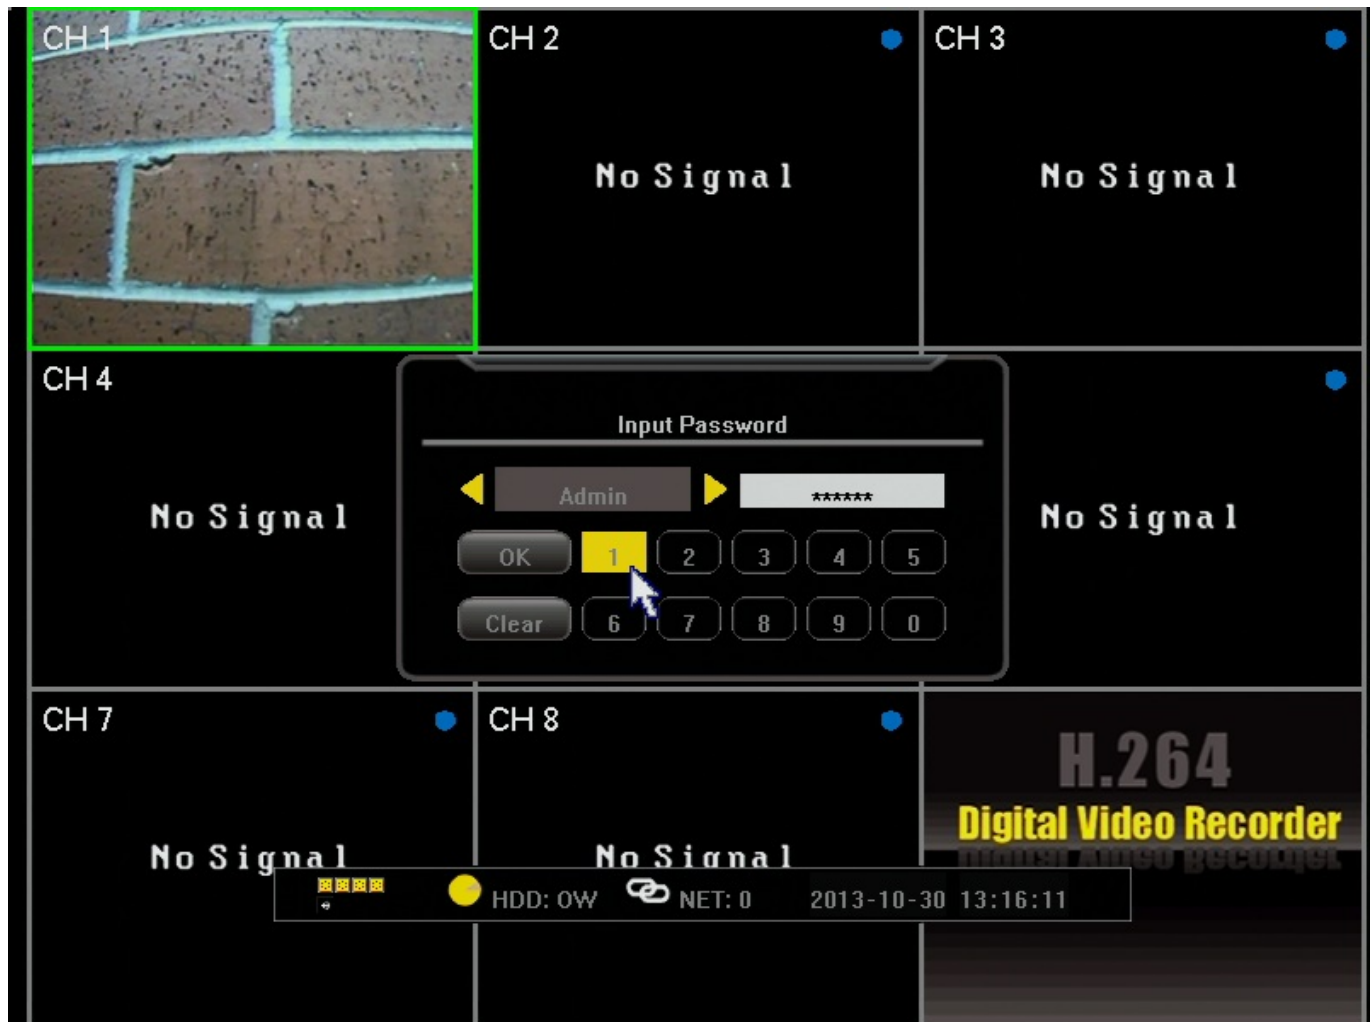 CH 1
CH 2
CH 3
No Signal
No Signal
CH 4
Input Password
Admin
******
No Signal
No Signal
OK
1
2
3
4
5
Clear
6
7
8
9
0
CH 7
CH 8
H.264
Digital Video Recorder
No Signal
No Signal
HDD: OW
NET: 0
2013-10-30 13:16:11